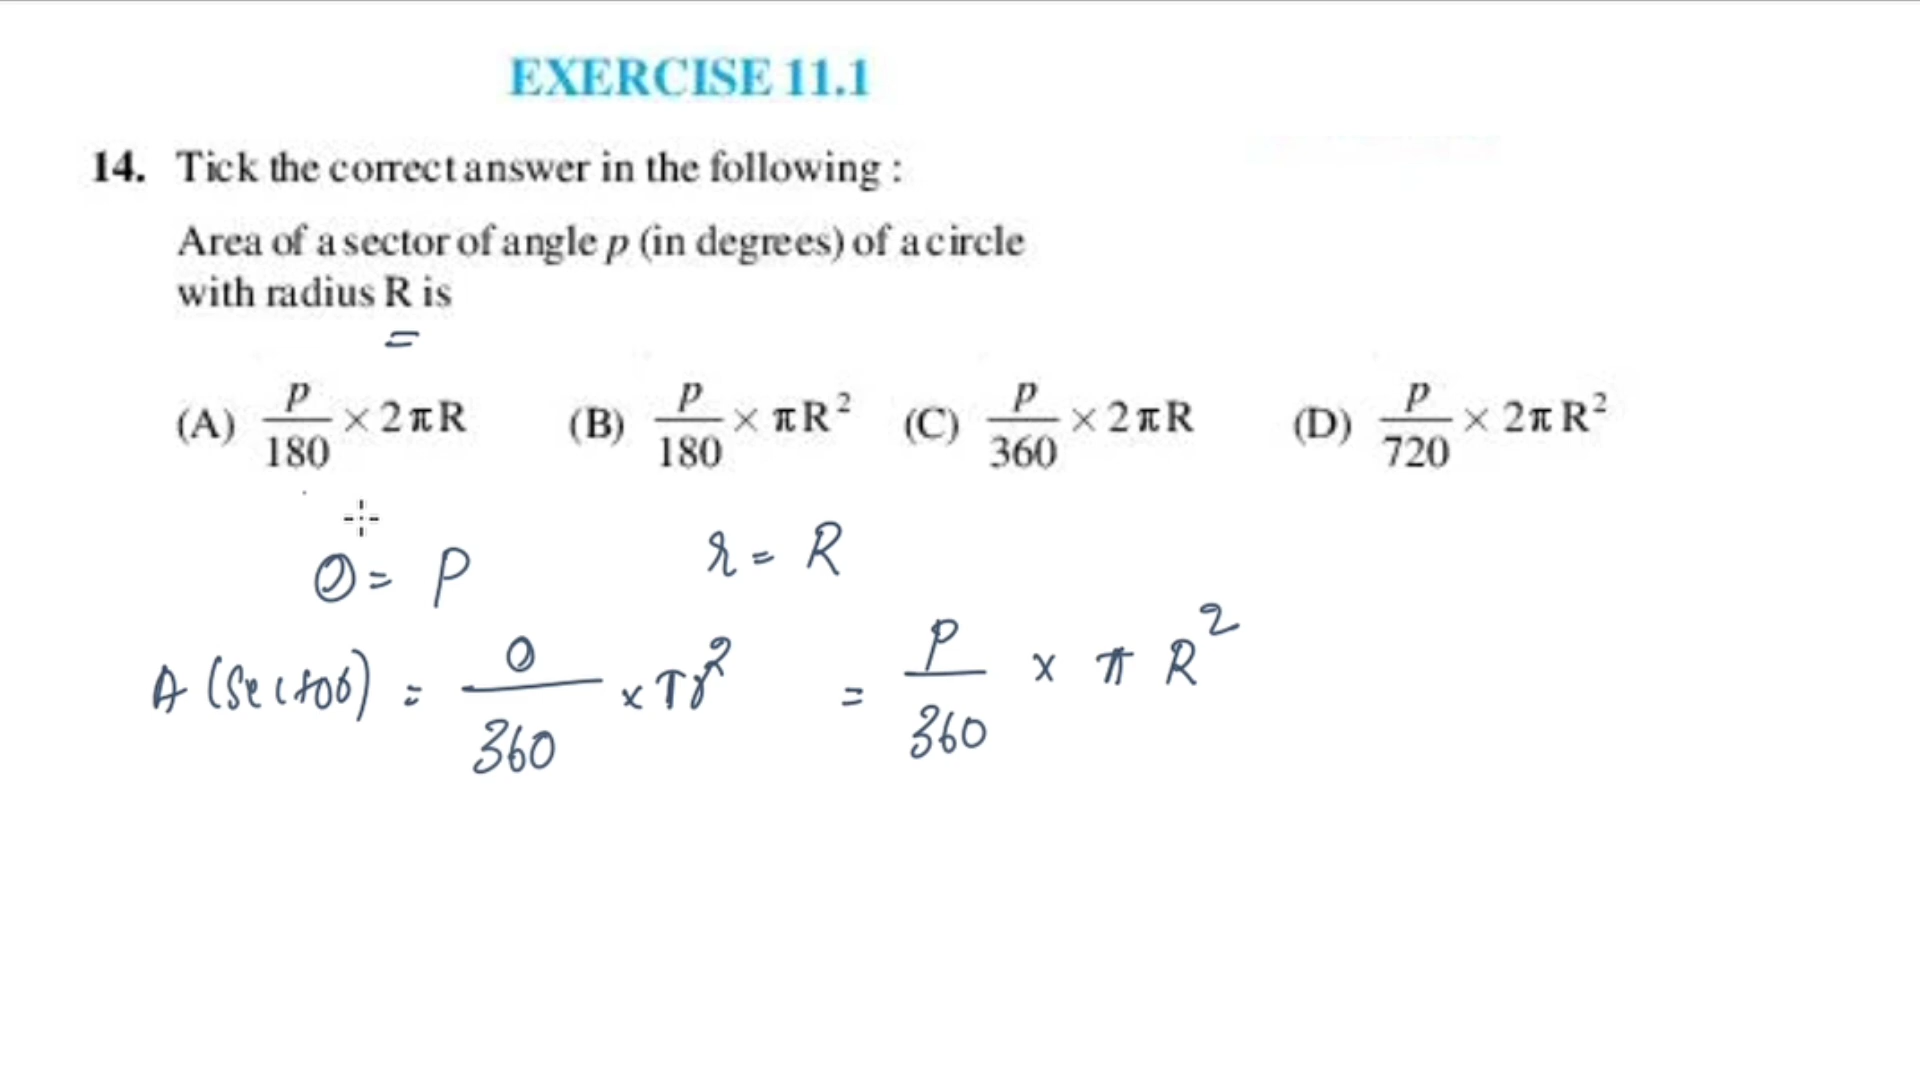 EXERCISE 11.1
14. Tick the correct answer in the following :
Area of a sector of angle p (in degrees) of a circle
with radius R is
=
(A) p/180 × 2πR (B) p/180 × πR² (C) p/360 × 2πR (D) p/720 × 2πR²
θ = P r = R
A (Sector) = θ/360 × πr² = P/360 × π R²